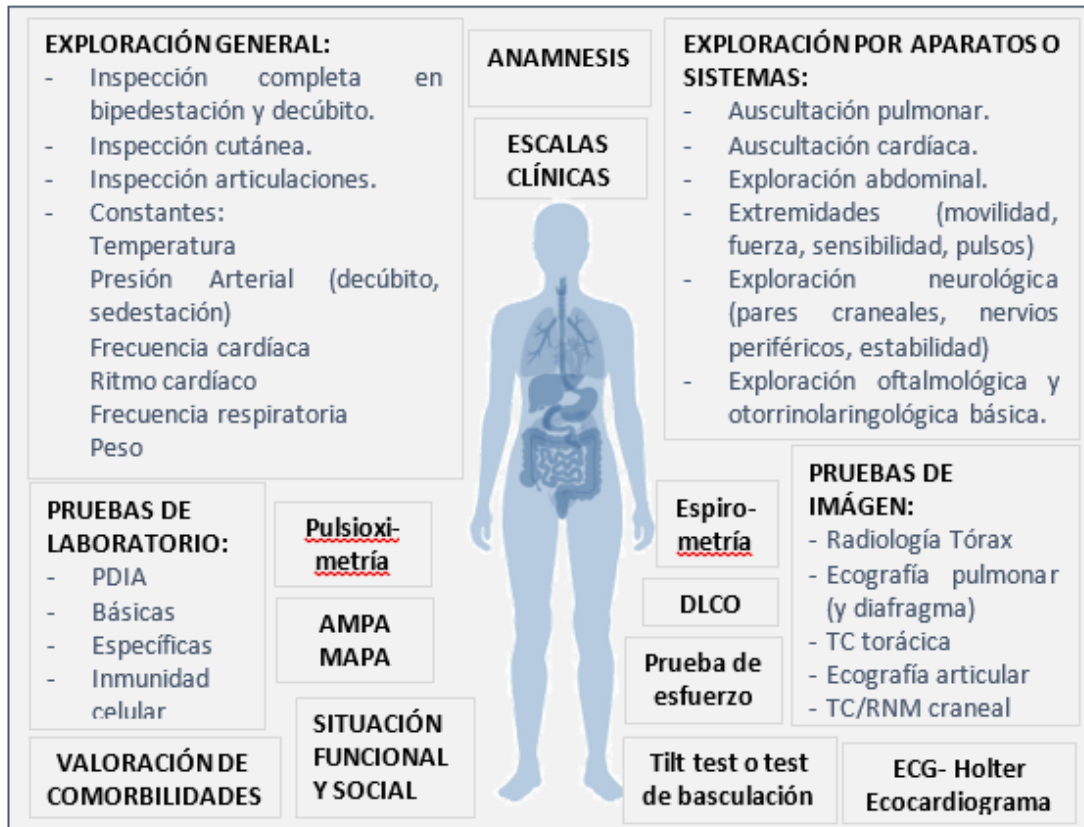 EXPLORACIÓN GENERAL:
- Inspección completa en
bipedestación y decúbito.
- Inspección cutánea.
- Inspección articulaciones.
- Constantes:
Temperatura
Presión Arterial (decúbito,
sedestación)
Frecuencia cardíaca
Ritmo cardíaco
Frecuencia respiratoria
Peso
ANAMNESIS
ESCALAS
CLÍNICAS
EXPLORACIÓN POR APARATOS O
SISTEMAS:
- Auscultación pulmonar.
- Auscultación cardíaca.
- Exploración abdominal.
- Extremidades (movilidad,
fuerza, sensibilidad, pulsos)
- Exploración neurológica
(pares craneales, nervios
periféricos, estabilidad)
- Exploración oftalmológica y
otorrinolaringológica básica.
PRUEBAS DE
LABORATORIO:
- PDIA
- Básicas
- Específicas
- Inmunidad
celular
Pulsioxi-
metría
AMPA
MAPA
SITUACIÓN
FUNCIONAL
Y SOCIAL
VALORACIÓN DE
COMORBILIDADES
Espiro-
metría
DLCO
Prueba de
esfuerzo
Tilt test o test
de basculación
PRUEBAS DE
IMÁGEN:
- Radiología Tórax
- Ecografía pulmonar
(y diafragma)
- TC torácica
- Ecografía articular
- TC/RNM craneal
ECG- Holter
Ecocardiograma